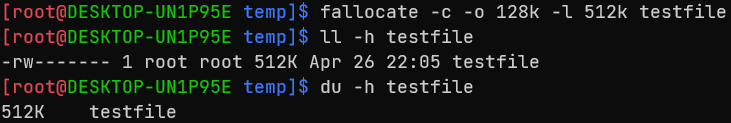 [root@DESKTOP-UN1P95E temp]$ fallocate -c -o 128k -l 512k testfile
[root@DESKTOP-UN1P95E temp]$ ll -h testfile
-rw------- 1 root root 512K Apr 26 22:05 testfile
[root@DESKTOP-UN1P95E temp]$ du -h testfile
512K    testfile